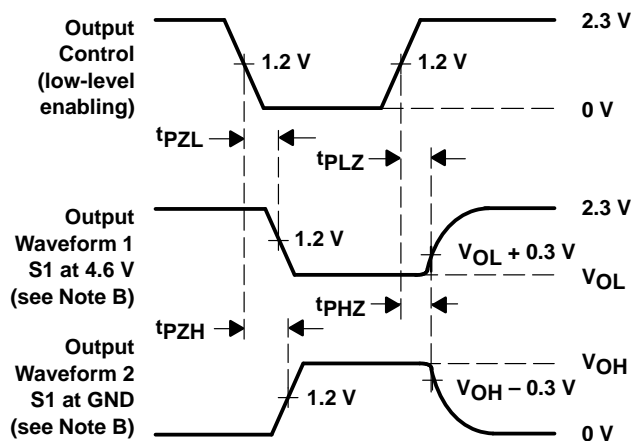 Output
Control
(low-level
enabling)
1.2 V
1.2 V
2.3 V
0 V
tPZL
tPLZ
Output
Waveform 1
S1 at 4.6 V
(see Note B)
1.2 V
2.3 V
VOL + 0.3 V
VOL
tPZH
tPHZ
Output
Waveform 2
S1 at GND
(see Note B)
1.2 V
VOH
VOH – 0.3 V
0 V